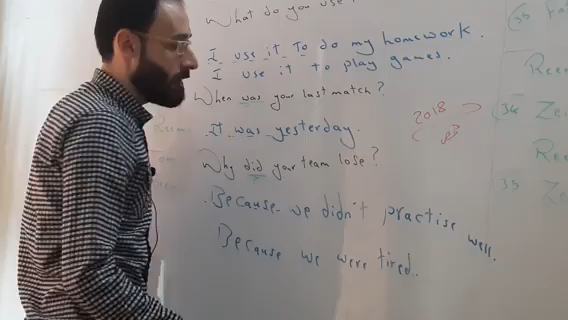 What do you use?
I use it to do my homework.
I use it to play games.
When was your last match?
It was yesterday.
Why did your team lose?
Because we didn't practise well.
Because we were tired.
2018
34
Ree
35
Ze